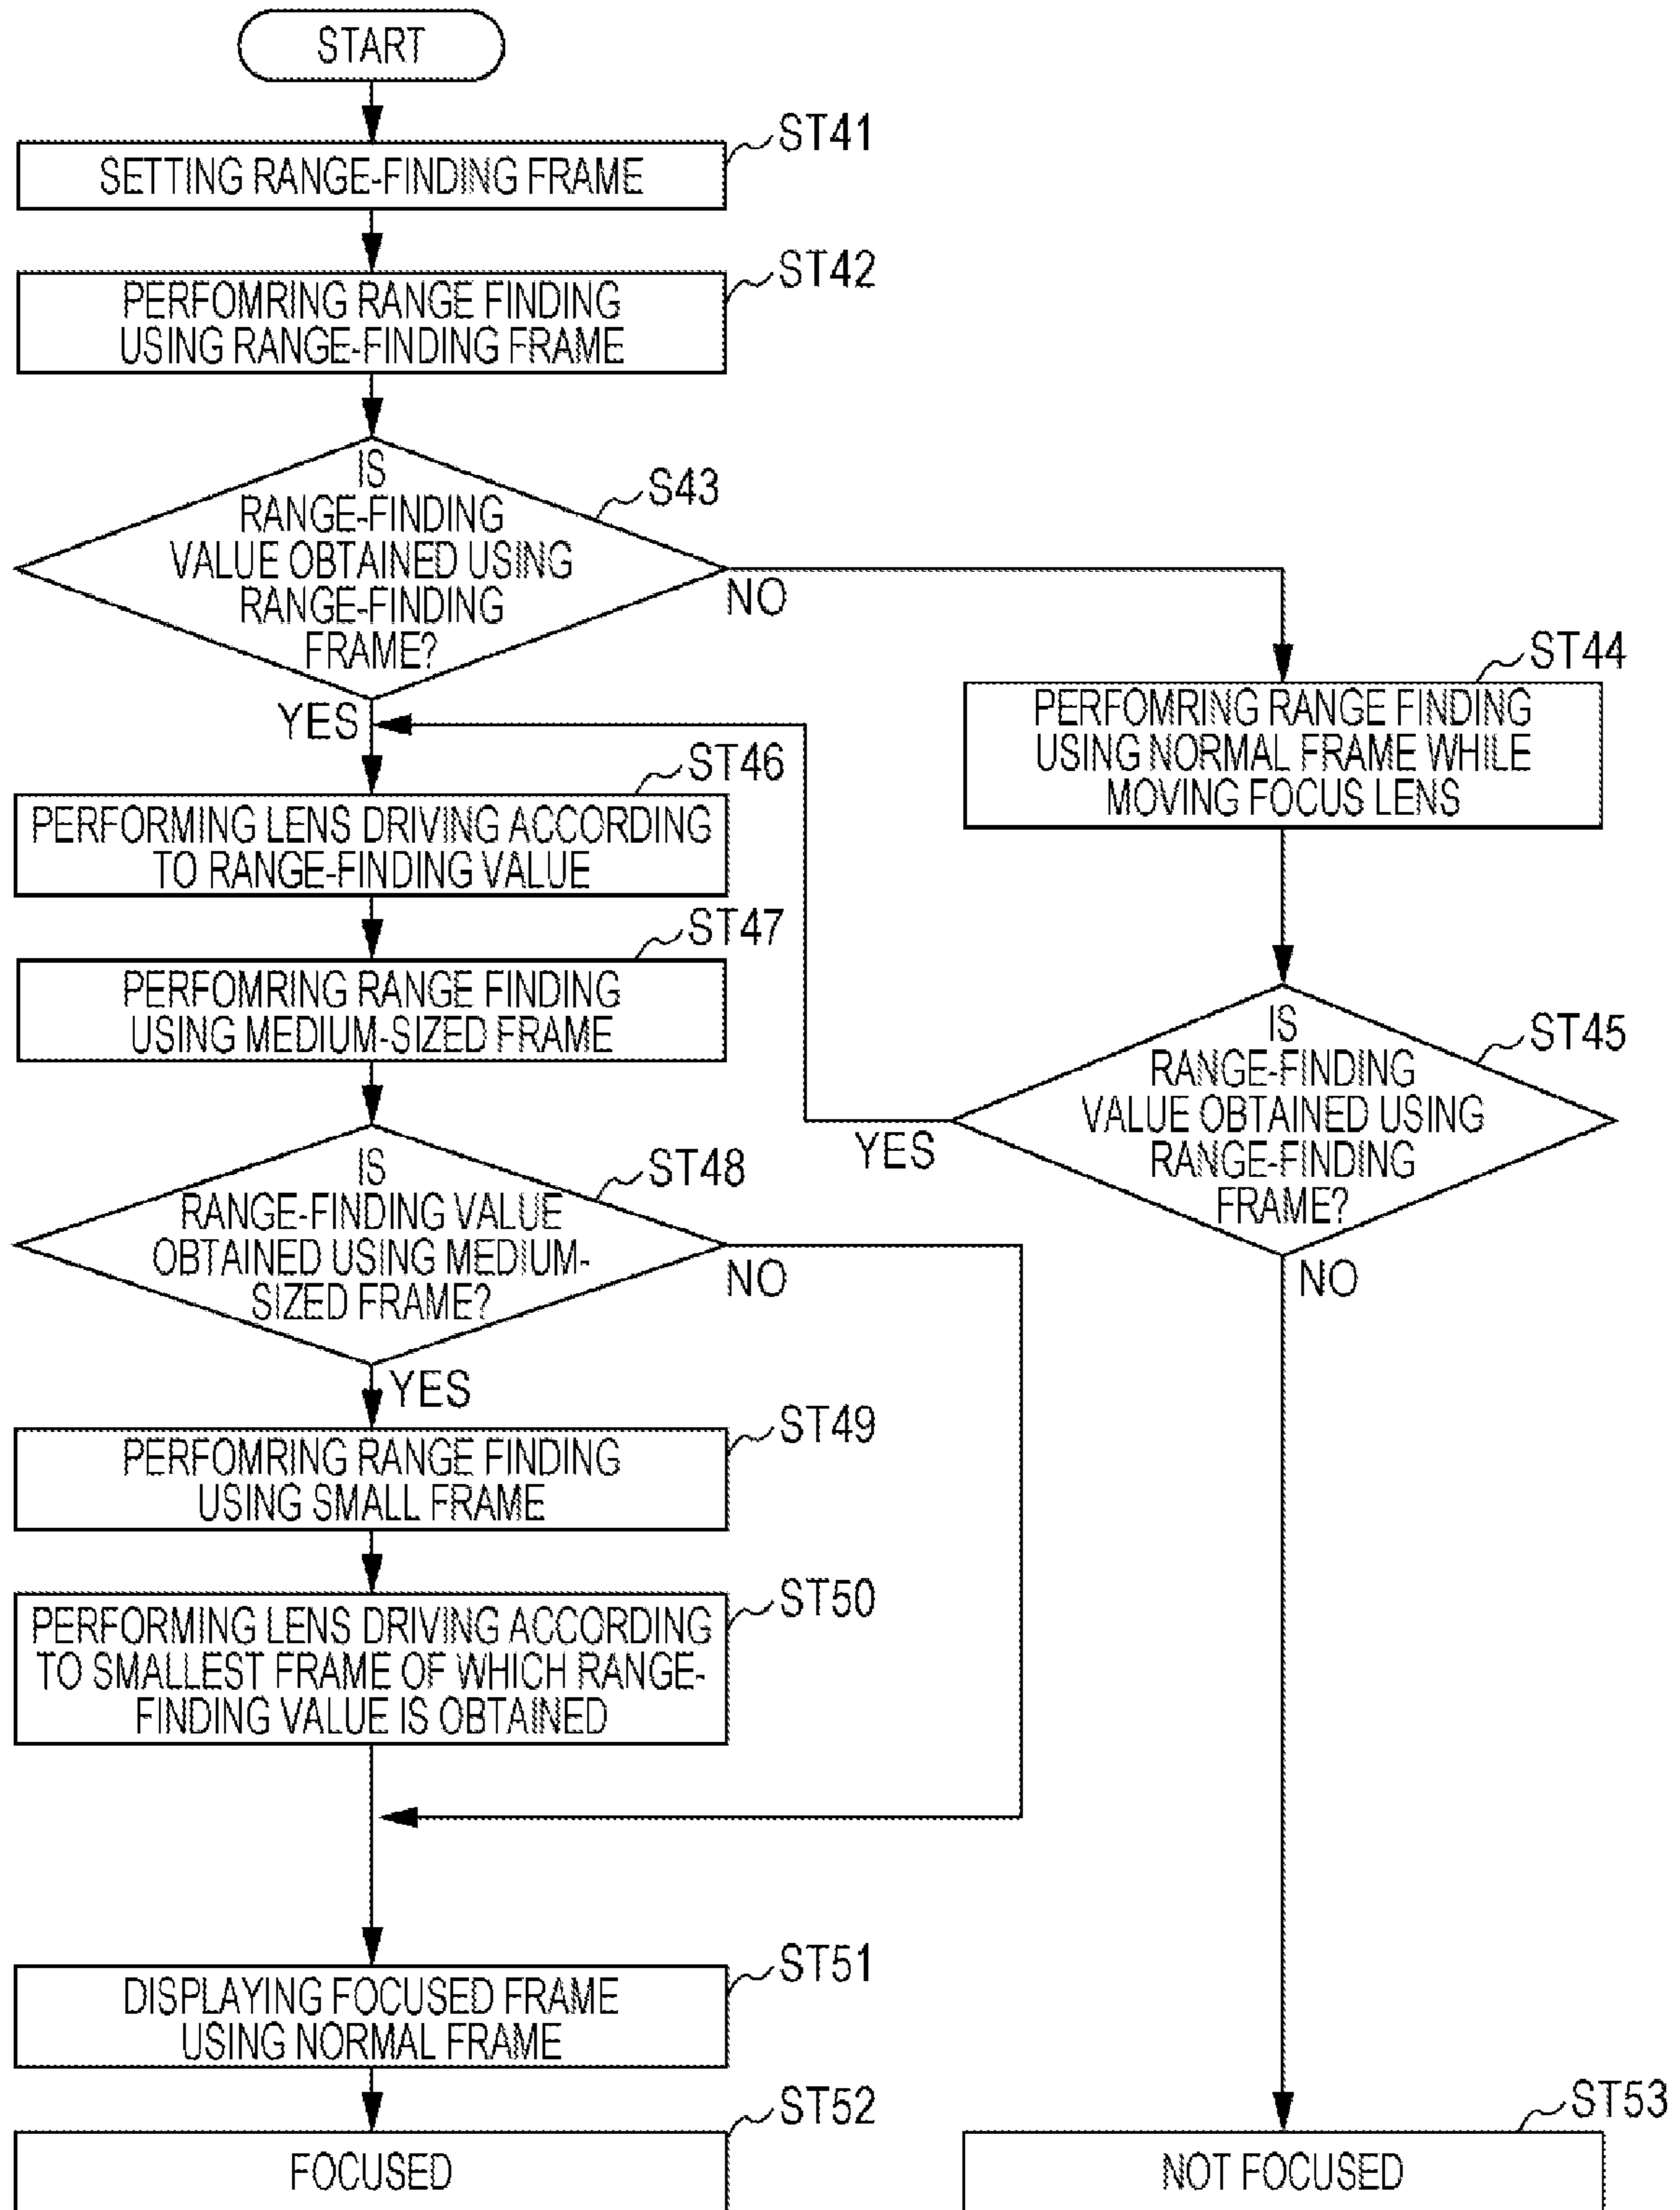 START
ST41
SETTING RANGE-FINDING FRAME
ST42
PERFOMRING RANGE FINDING
USING RANGE-FINDING FRAME
S43
IS
RANGE-FINDING
VALUE OBTAINED USING
RANGE-FINDING
FRAME?
NO
YES
ST44
PERFOMRING RANGE FINDING
USING NORMAL FRAME WHILE
MOVING FOCUS LENS
ST45
IS
RANGE-FINDING
VALUE OBTAINED USING
RANGE-FINDING
FRAME?
YES
NO
ST46
PERFORMING LENS DRIVING ACCORDING
TO RANGE-FINDING VALUE
ST47
PERFOMRING RANGE FINDING
USING MEDIUM-SIZED FRAME
ST48
IS
RANGE-FINDING VALUE
OBTAINED USING MEDIUM-
SIZED FRAME?
NO
YES
ST49
PERFOMRING RANGE FINDING
USING SMALL FRAME
ST50
PERFORMING LENS DRIVING ACCORDING
TO SMALLEST FRAME OF WHICH RANGE-
FINDING VALUE IS OBTAINED
ST51
DISPLAYING FOCUSED FRAME
USING NORMAL FRAME
ST52
FOCUSED
ST53
NOT FOCUSED